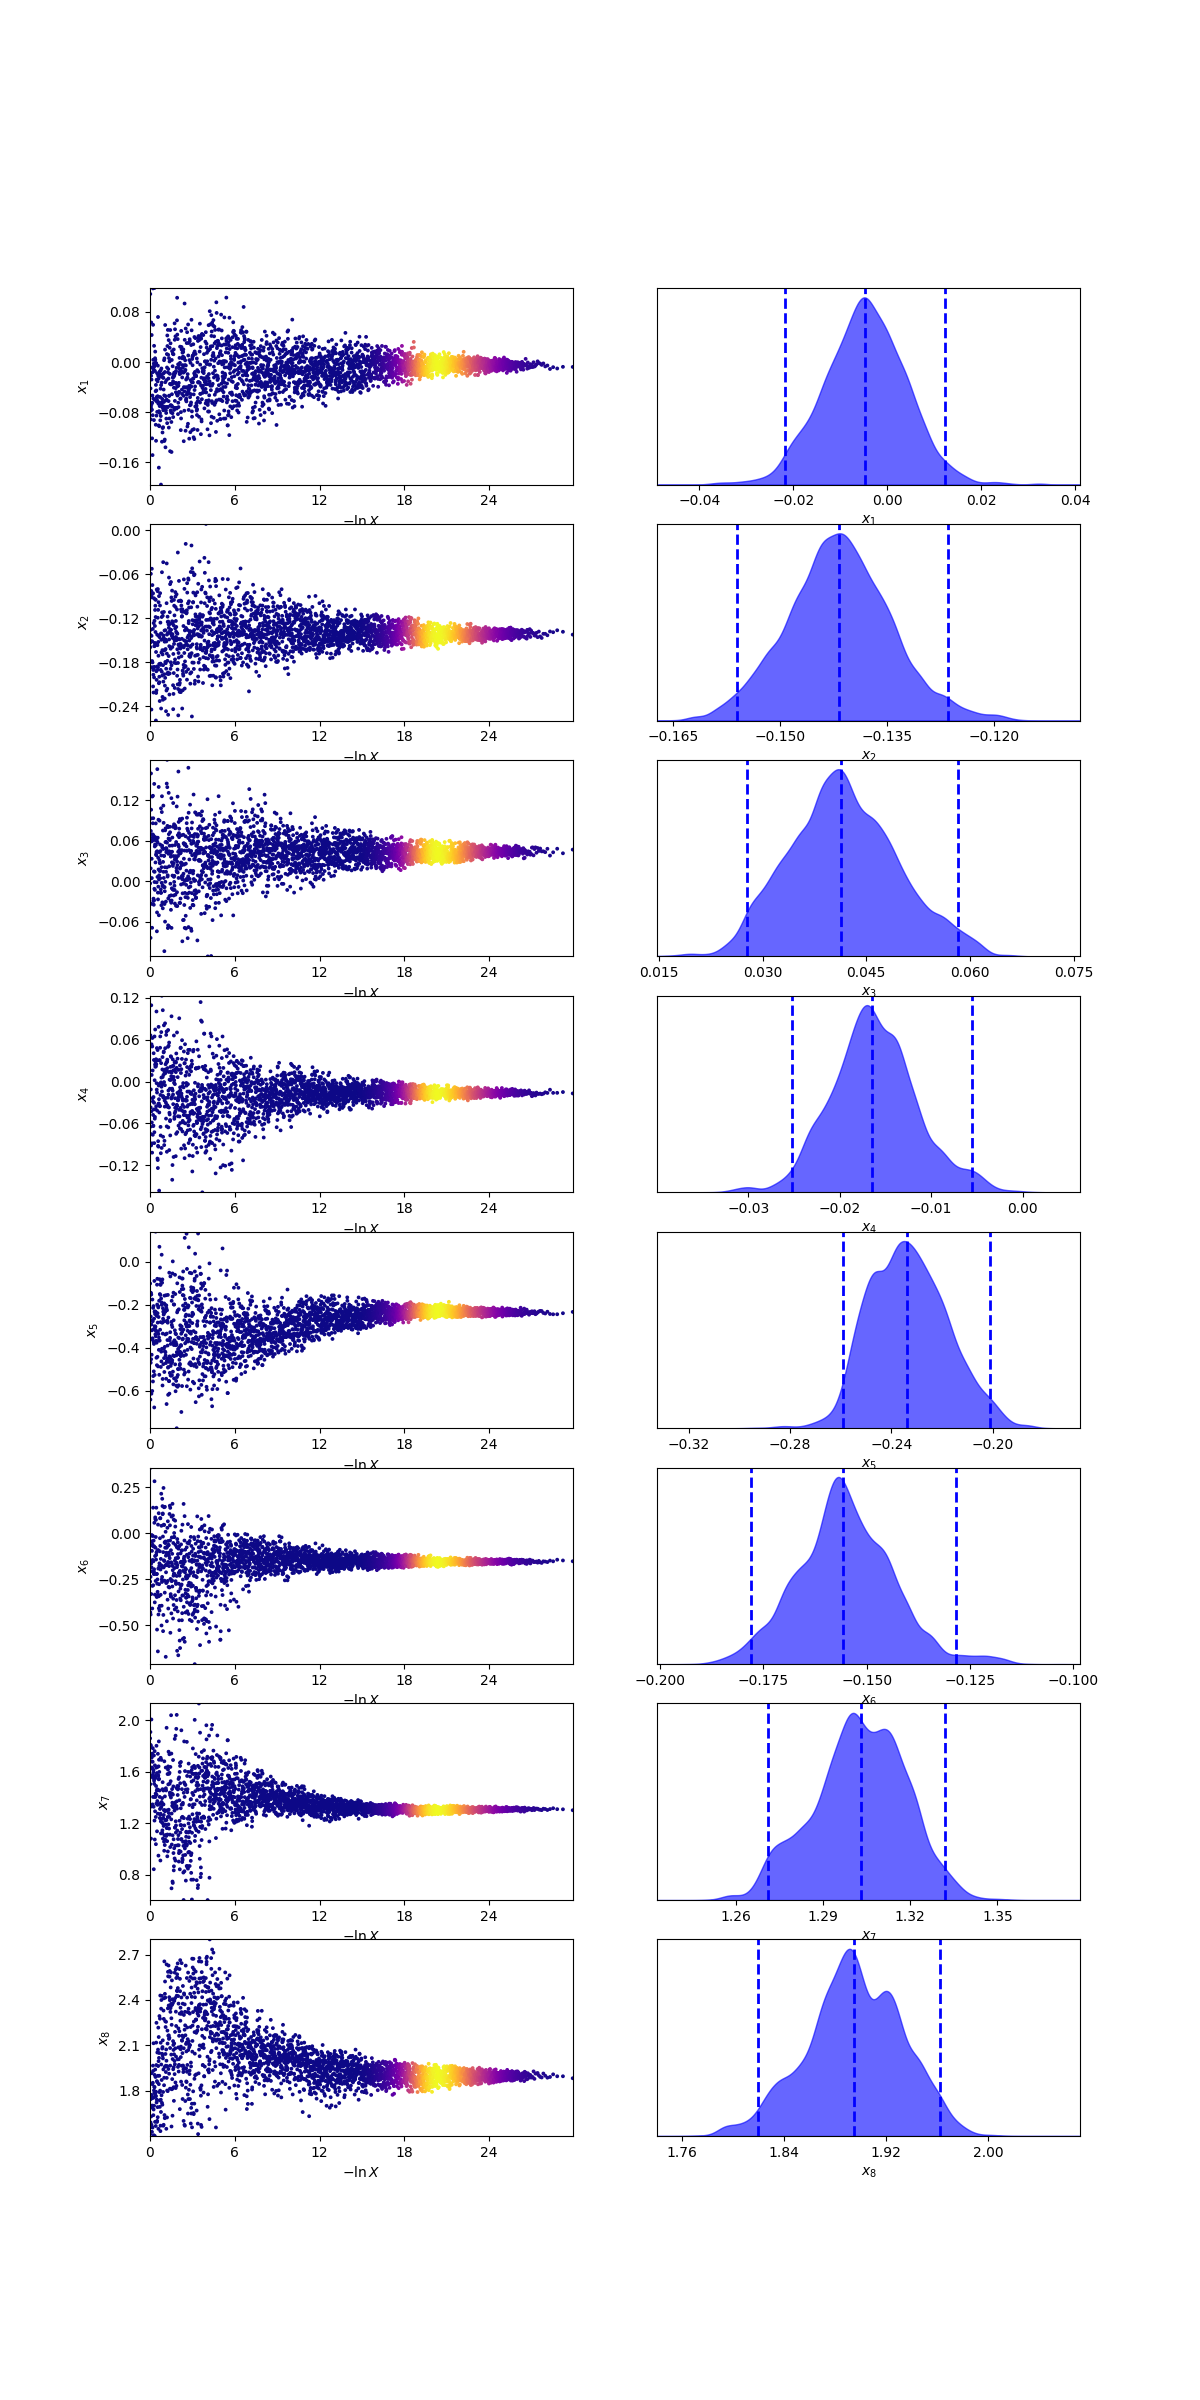 0.08
0.00
−0.08
−0.16
x₁
0 6 12 18 24
−ln X
−0.04 −0.02 0.00 0.02 0.04
x₁
0.00
−0.06
−0.12
−0.18
−0.24
x₂
0 6 12 18 24
−ln X
−0.165 −0.150 −0.135 −0.120
x₂
0.12
0.06
0.00
−0.06
x₃
0 6 12 18 24
−ln X
0.015 0.030 0.045 0.060 0.075
x₃
0.12
0.06
0.00
−0.06
−0.12
x₄
0 6 12 18 24
−ln X
−0.03 −0.02 −0.01 0.00
x₄
0.0
−0.2
−0.4
−0.6
x₅
0 6 12 18 24
−ln X
−0.32 −0.28 −0.24 −0.20
x₅
0.25
0.00
−0.25
−0.50
x₆
0 6 12 18 24
−ln X
−0.200 −0.175 −0.150 −0.125 −0.100
x₆
2.0
1.6
1.2
0.8
x₇
0 6 12 18 24
−ln X
1.26 1.29 1.32 1.35
x₇
2.7
2.4
2.1
1.8
x₈
0 6 12 18 24
−ln X
1.76 1.84 1.92 2.00
x₈